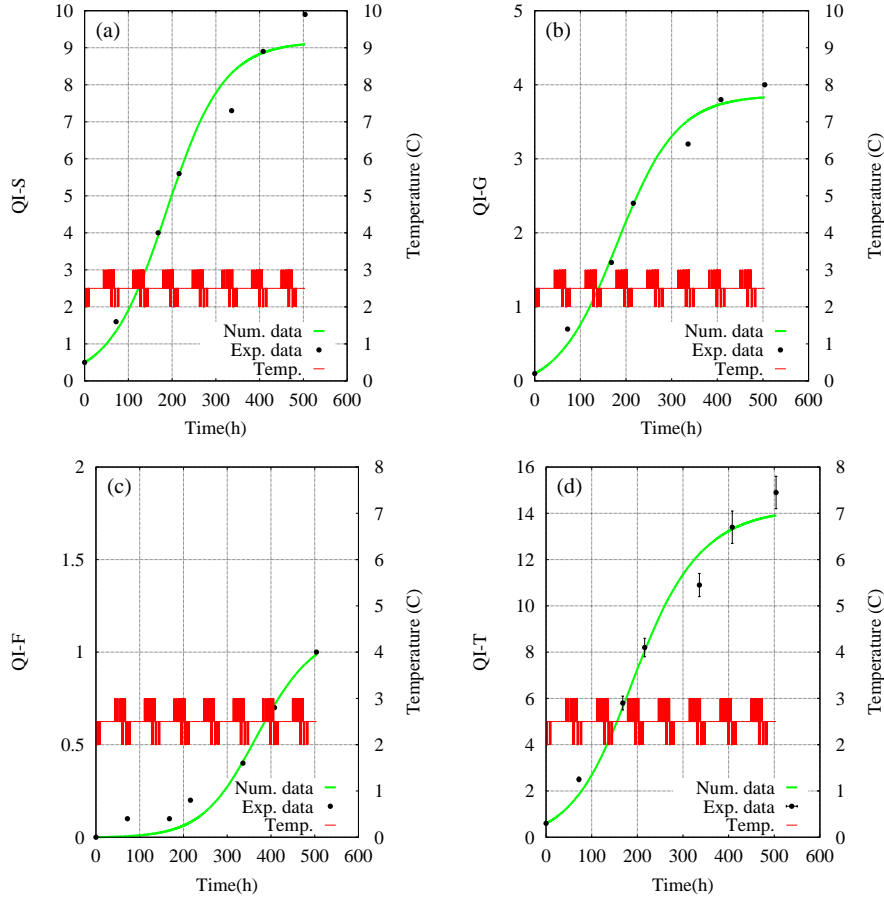 (a)
10
9
8
7
6
5
4
3
2
1
0
QI-S
0 100 200 300 400 500 600
Time(h)
10
9
8
7
6
5
4
3
2
1
0
Temperature (C)
Num. data
Exp. data
Temp.
(b)
5
4
3
2
1
0
QI-G
0 100 200 300 400 500 600
Time(h)
10
9
8
7
6
5
4
3
2
1
0
Temperature (C)
Num. data
Exp. data
Temp.
(c)
2
1.5
1
0.5
0
QI-F
0 100 200 300 400 500 600
Time(h)
8
7
6
5
4
3
2
1
0
Temperature (C)
Num. data
Exp. data
Temp.
(d)
16
14
12
10
8
6
4
2
0
QI-T
0 100 200 300 400 500 600
Time(h)
8
7
6
5
4
3
2
1
0
Temperature (C)
Num. data
Exp. data
Temp.